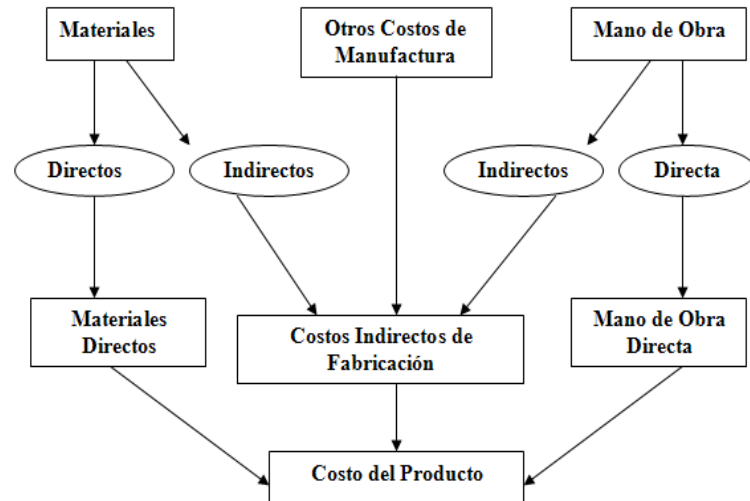 Materiales
Otros Costos de
Manufactura
Mano de Obra
Directos
Indirectos
Indirectos
Directa
Materiales
Directos
Costos Indirectos de
Fabricación
Mano de Obra
Directa
Costo del Producto